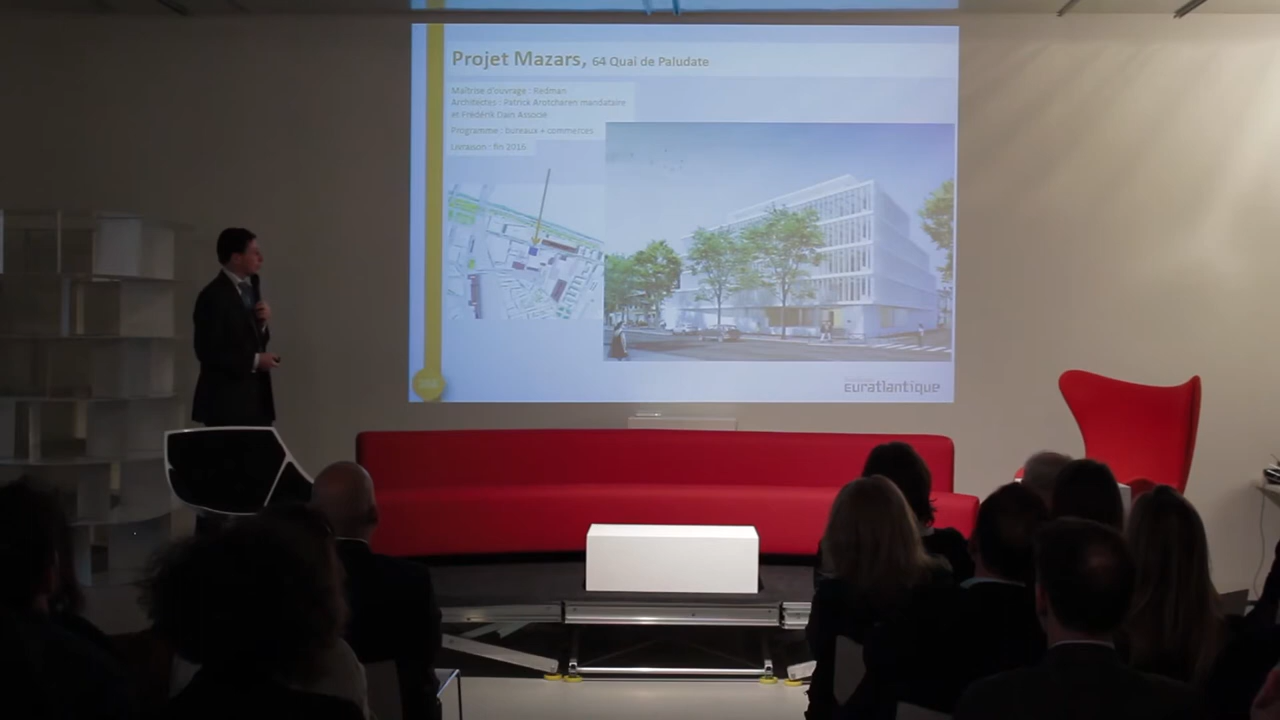 Projet Mazars, 64 Quai de Paludate
Maîtrise d'ouvrage : Redman
Architectes : Patrick Arotcharen mandataire
et Frédérik Dain Associé
Programme : bureaux + commerces
Livraison : fin 2016
Euratlantique